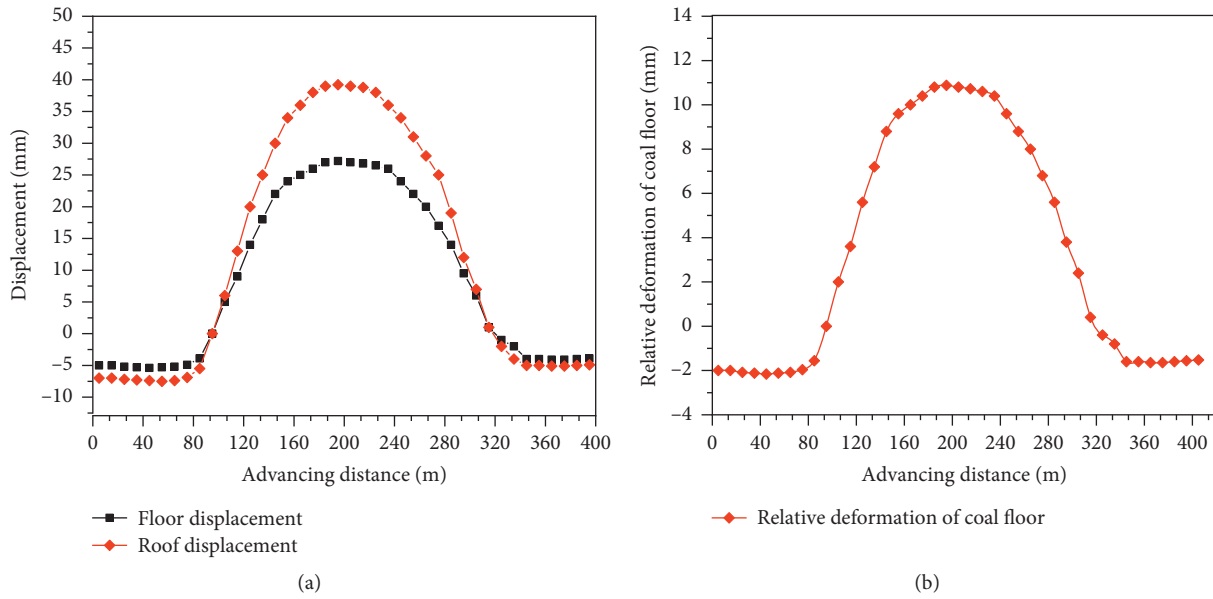 50
45
40
35
30
25
20
15
10
5
0
–5
–10
Displacement (mm)
0 40 80 120 160 200 240 280 320 360 400
Advancing distance (m)
Floor displacement
Roof displacement
(a)
14
12
10
8
6
4
2
0
–2
–4
Relative deformation of coal floor (mm)
0 40 80 120 160 200 240 280 320 360 400
Advancing distance (m)
Relative deformation of coal floor
(b)